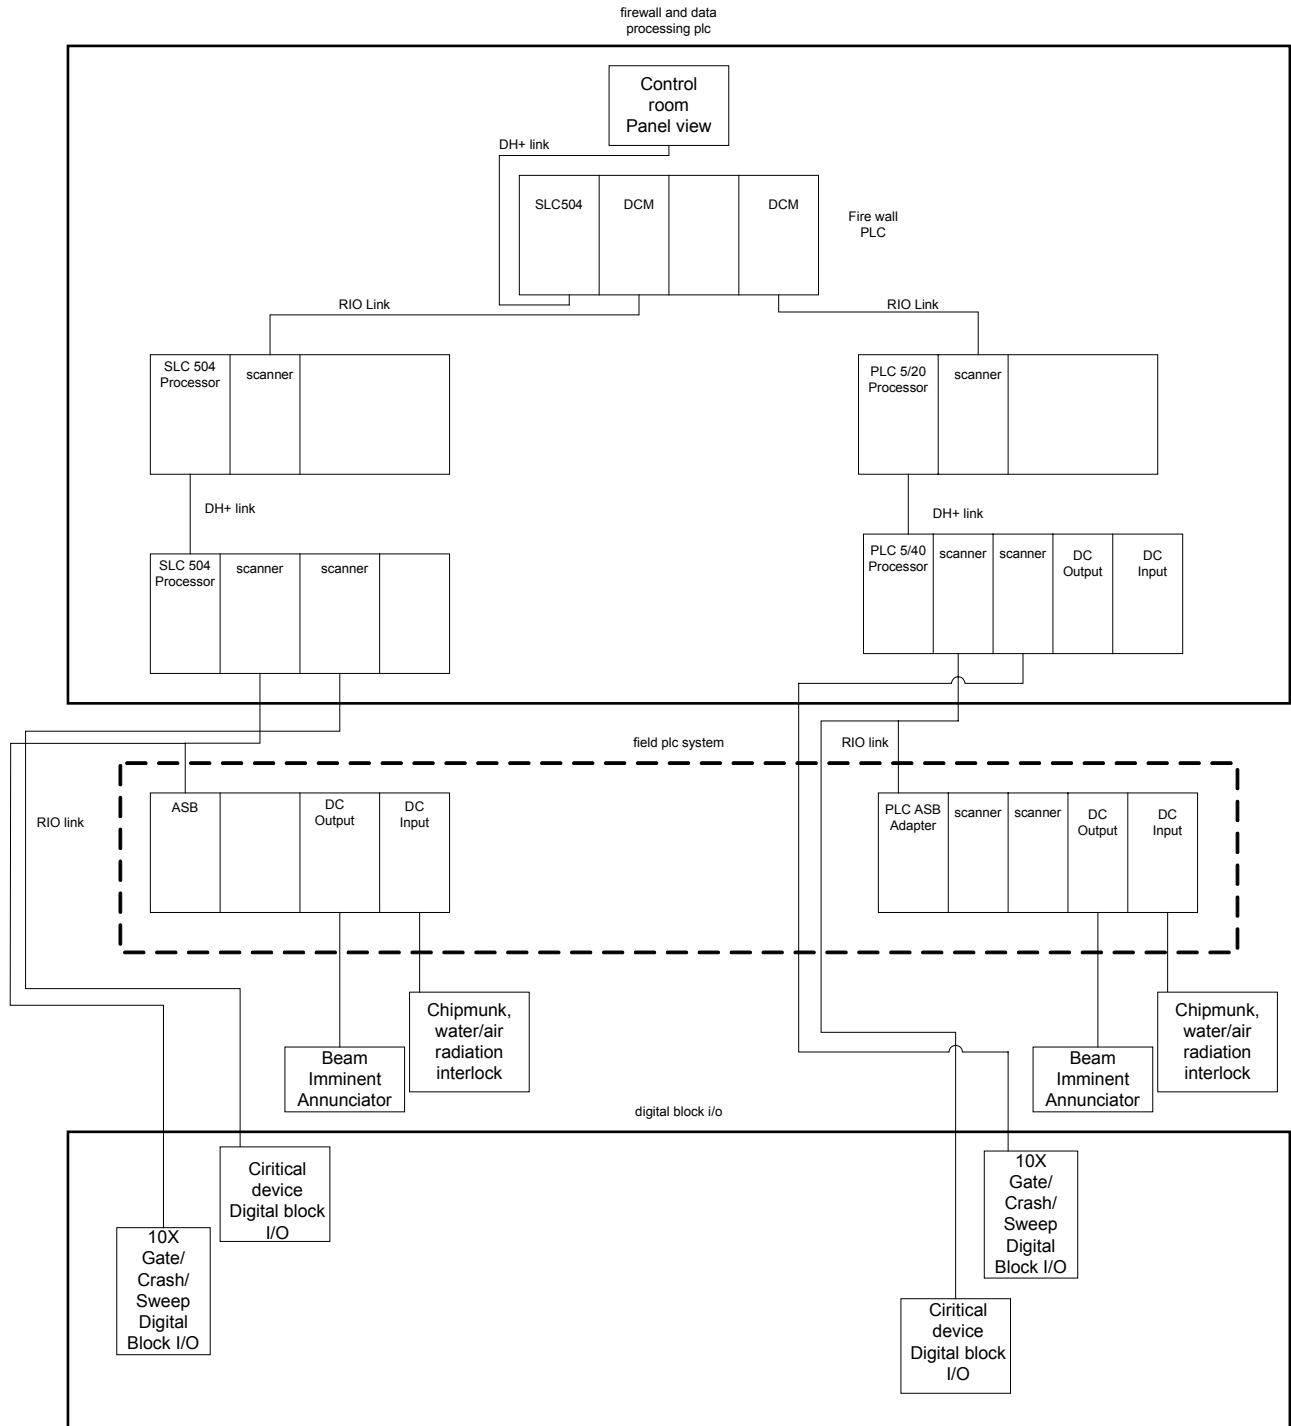 firewall and data
processing plc
Control
room
Panel view
DH+ link
SLC504
DCM
DCM
Fire wall
PLC
RIO Link
RIO Link
SLC 504
Processor
scanner
PLC 5/20
Processor
scanner
DH+ link
DH+ link
SLC 504
Processor
scanner
scanner
PLC 5/40
Processor
scanner
scanner
DC
Output
DC
Input
field plc system
RIO link
RIO link
ASB
DC
Output
DC
Input
PLC ASB
Adapter
scanner
scanner
DC
Output
DC
Input
Chipmunk,
water/air
radiation
interlock
Beam
Imminent
Annunciator
Chipmunk,
water/air
radiation
interlock
Beam
Imminent
Annunciator
digital block i/o
Ciritical
device
Digital block
I/O
10X
Gate/
Crash/
Sweep
Digital
Block I/O
10X
Gate/
Crash/
Sweep
Digital
Block I/O
Ciritical
device
Digital block
I/O